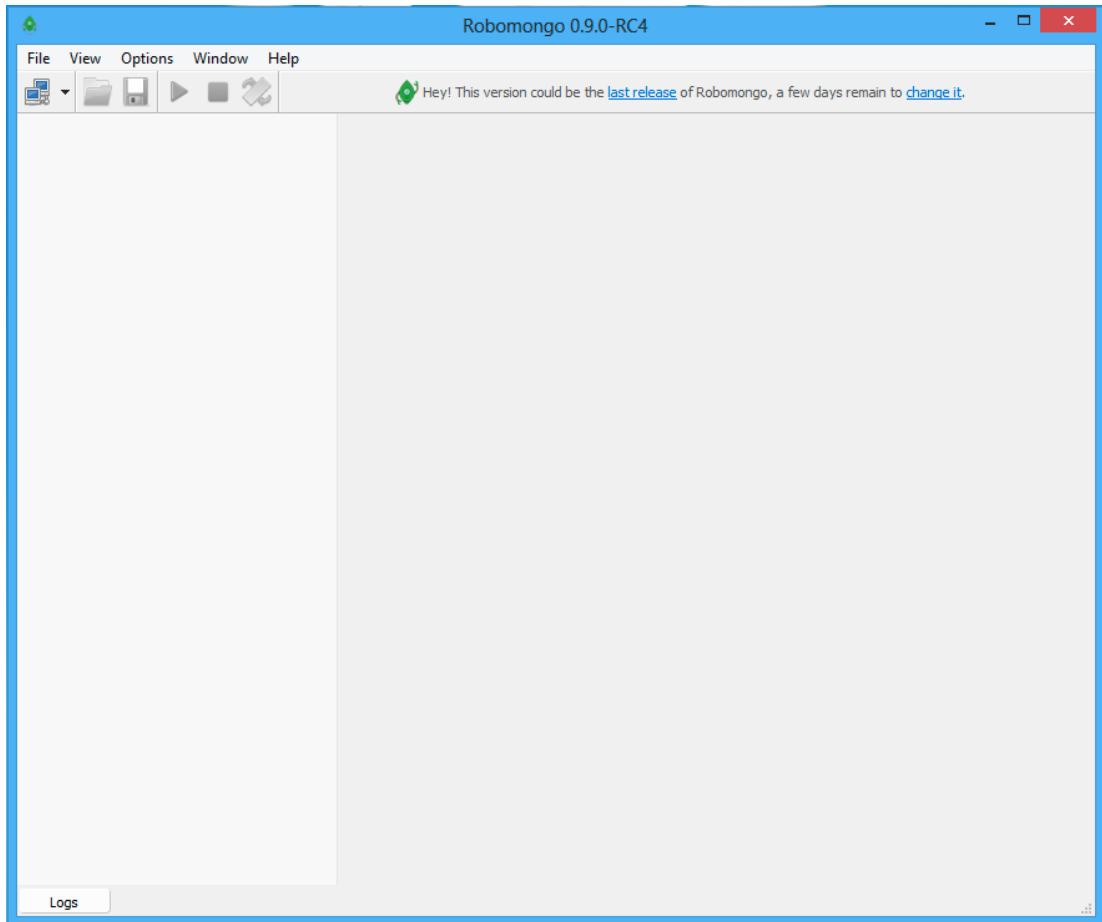 Robomongo 0.9.0-RC4
File View Options Window Help
Hey! This version could be the last release of Robomongo, a few days remain to change it.
Logs